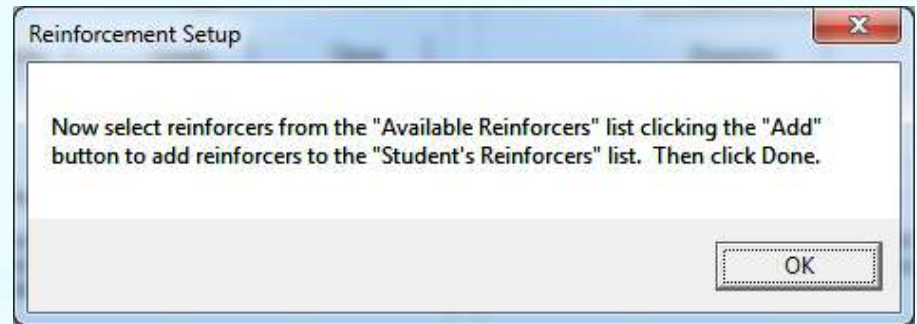 Reinforcement Setup
Now select reinforcers from the "Available Reinforcers" list clicking the "Add"
button to add reinforcers to the "Student's Reinforcers" list.  Then click Done.
OK